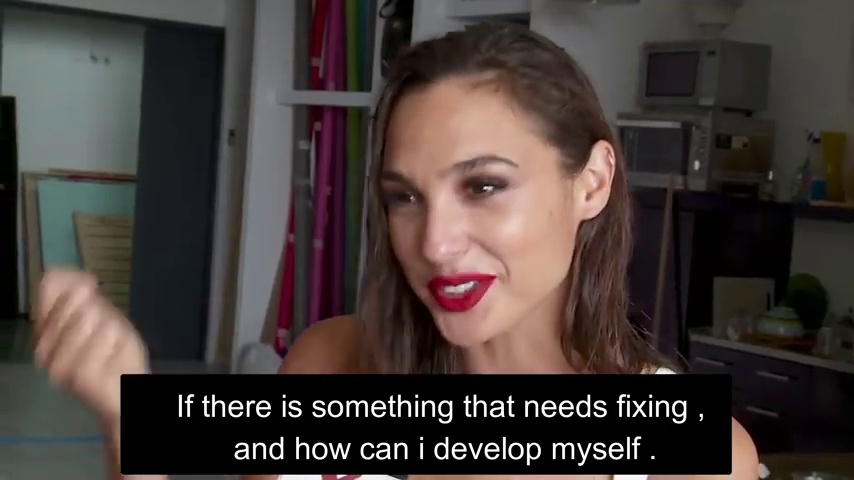 If there is something that needs fixing ,
and how can i develop myself .